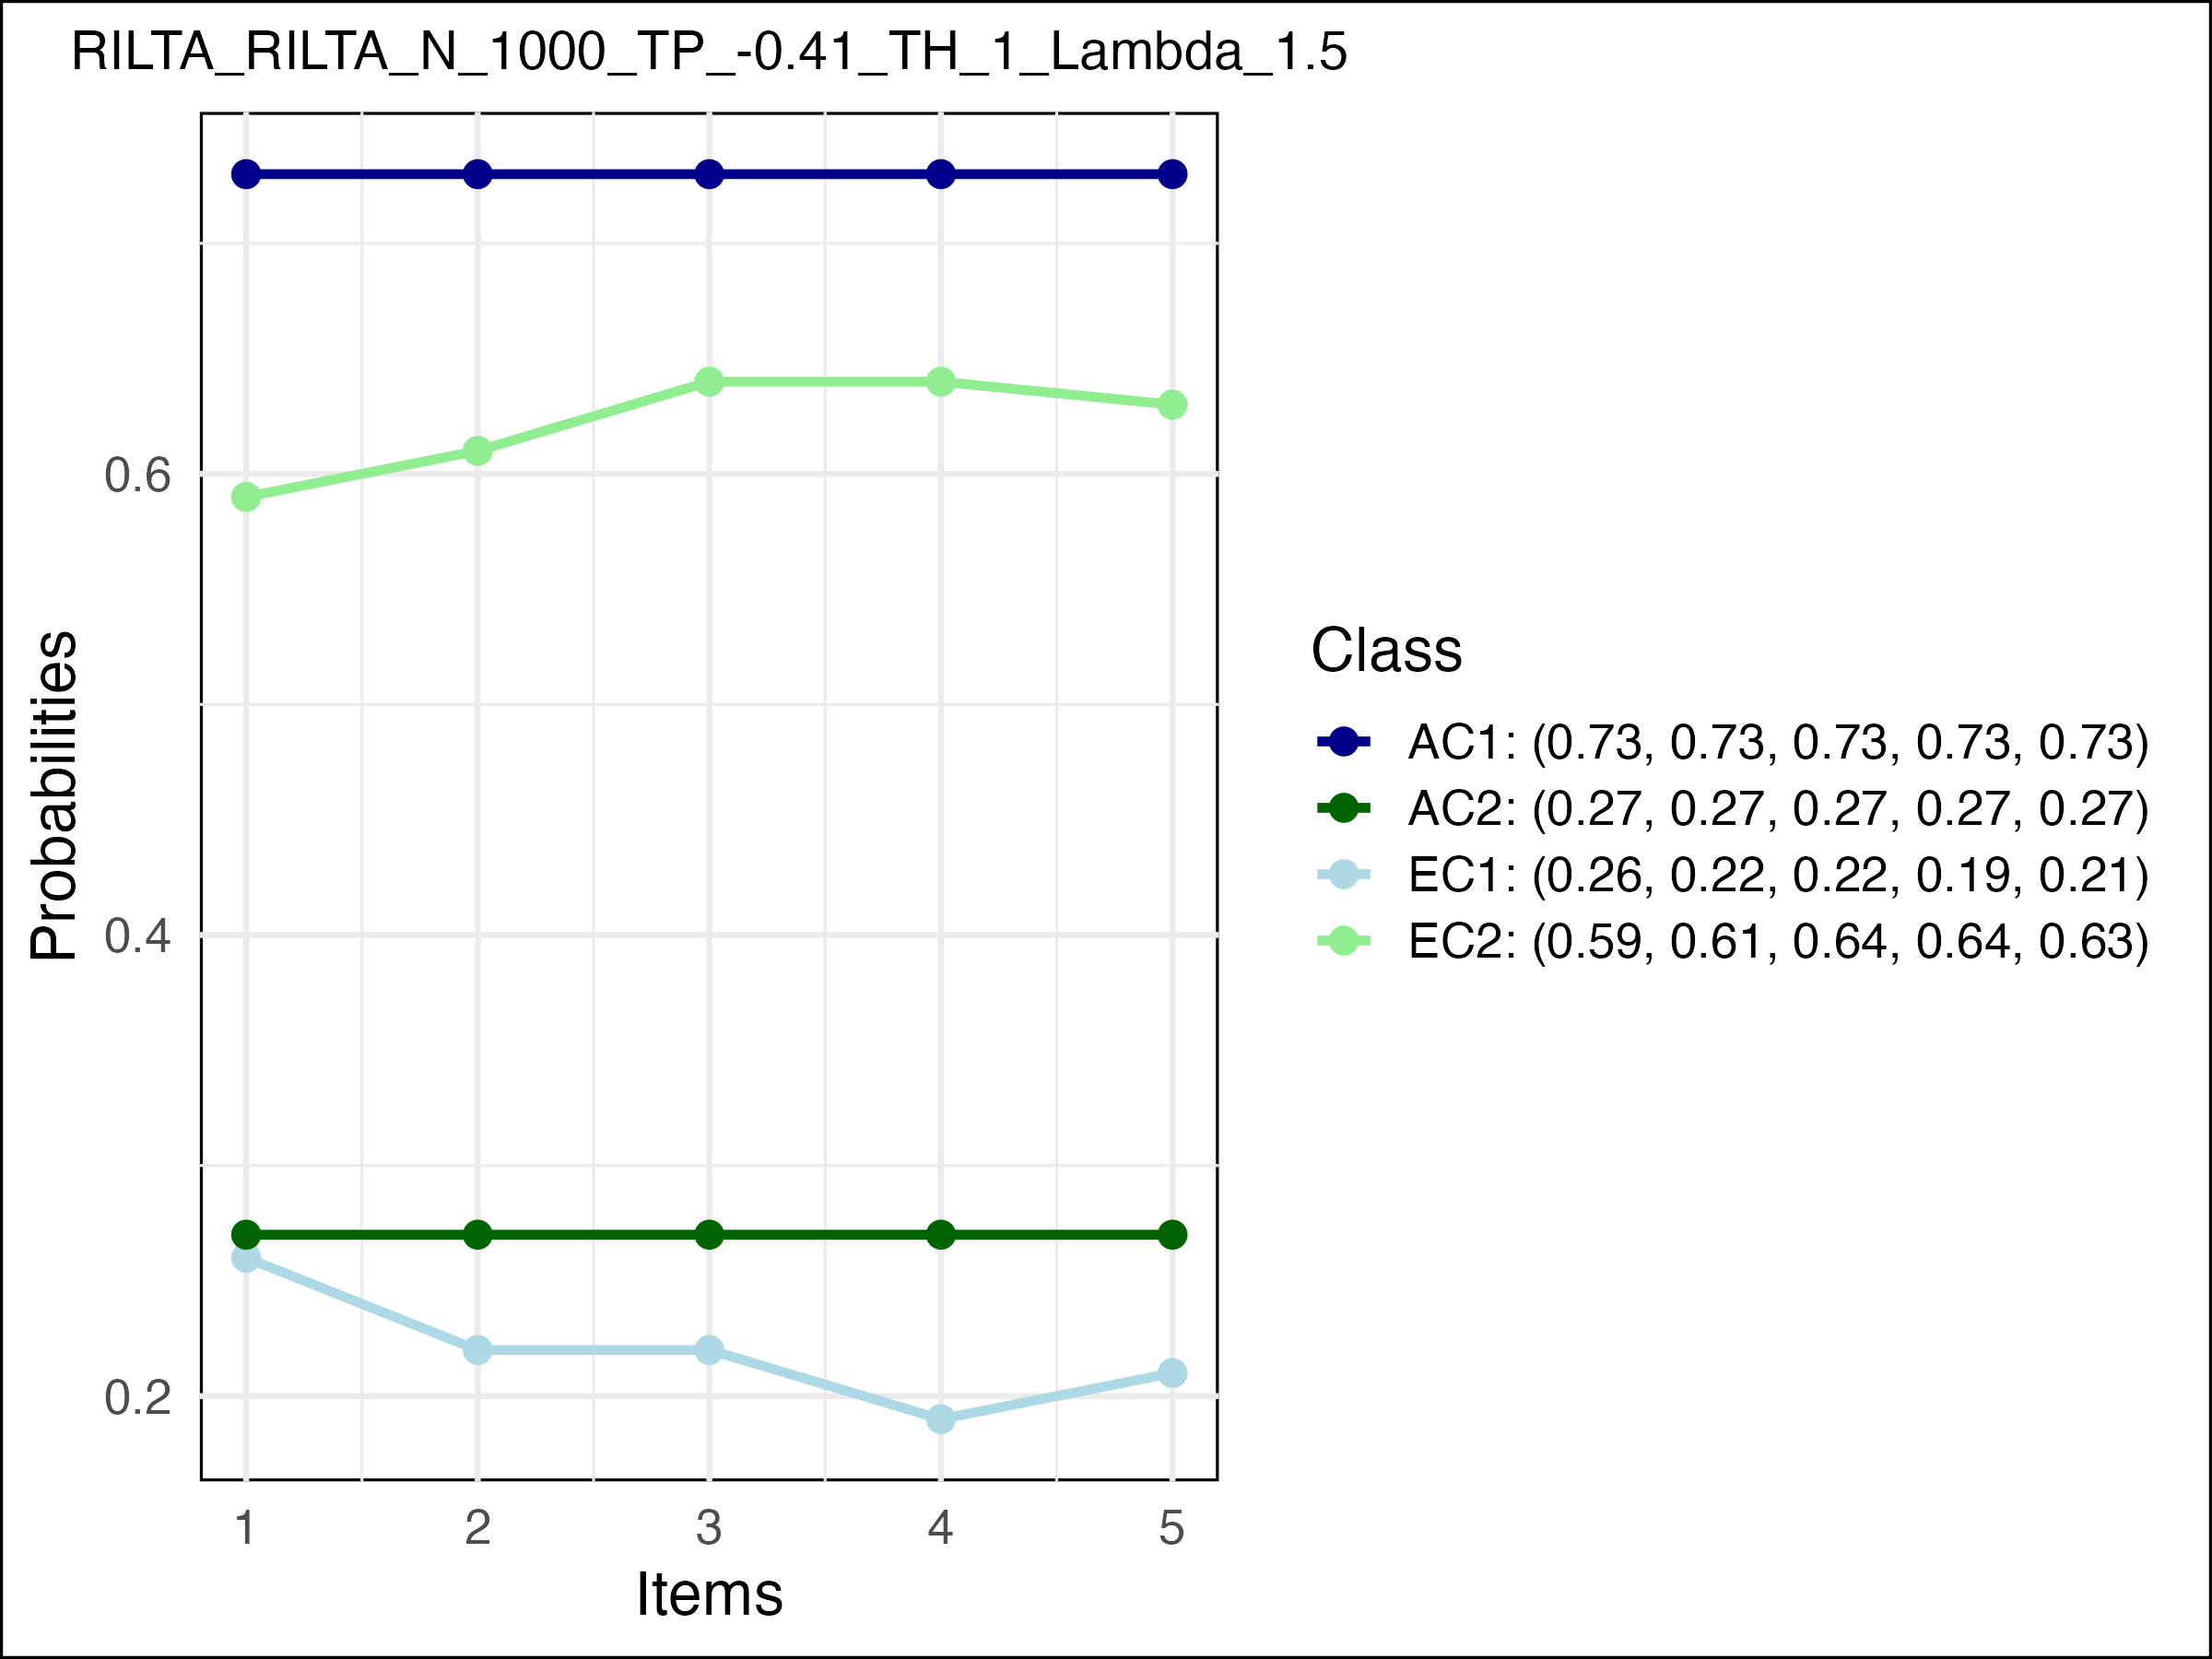 RILTA_RILTA_N_1000_TP_-0.41_TH_1_Lambda_1.5
Probabilities
0.6
0.4
0.2
1 2 3 4 5
Items
Class
AC1: (0.73, 0.73, 0.73, 0.73, 0.73)
AC2: (0.27, 0.27, 0.27, 0.27, 0.27)
EC1: (0.26, 0.22, 0.22, 0.19, 0.21)
EC2: (0.59, 0.61, 0.64, 0.64, 0.63)